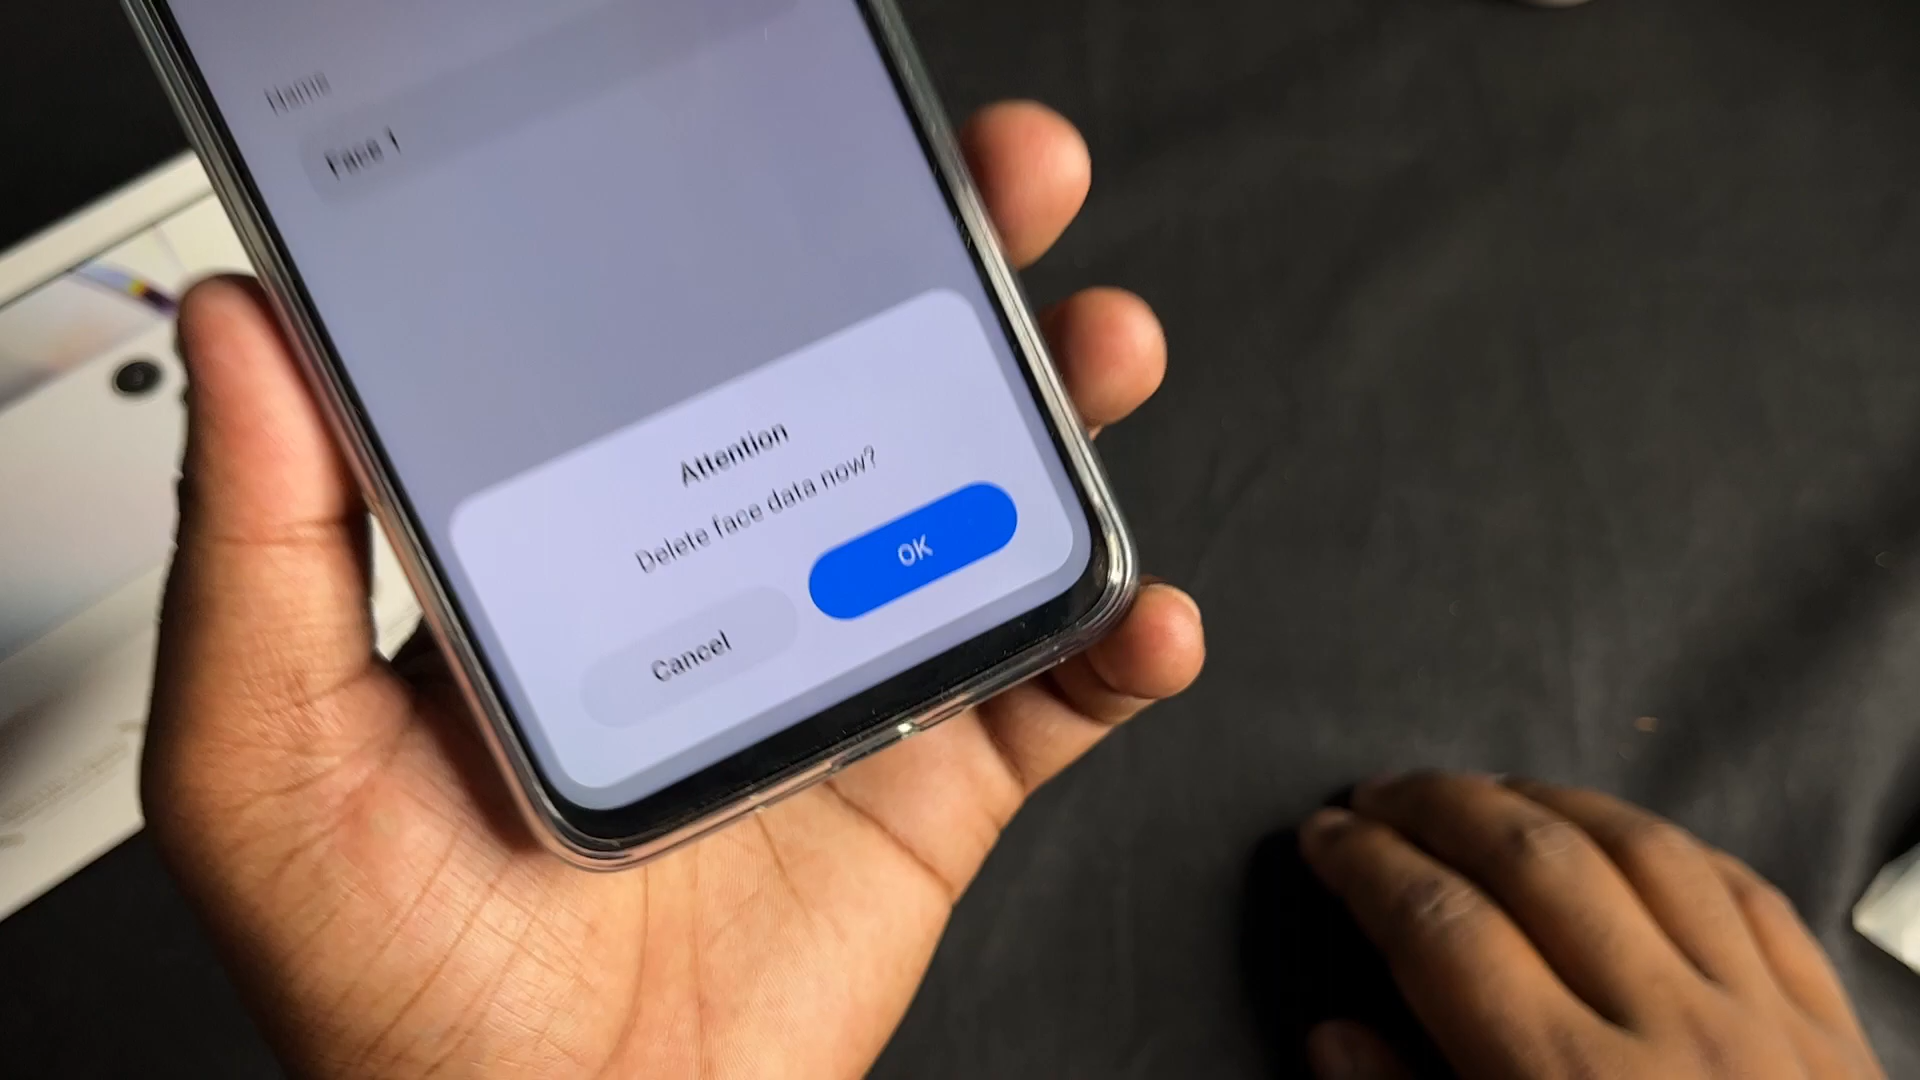 Name
Face 1
Attention
Delete face data now?
Cancel
OK